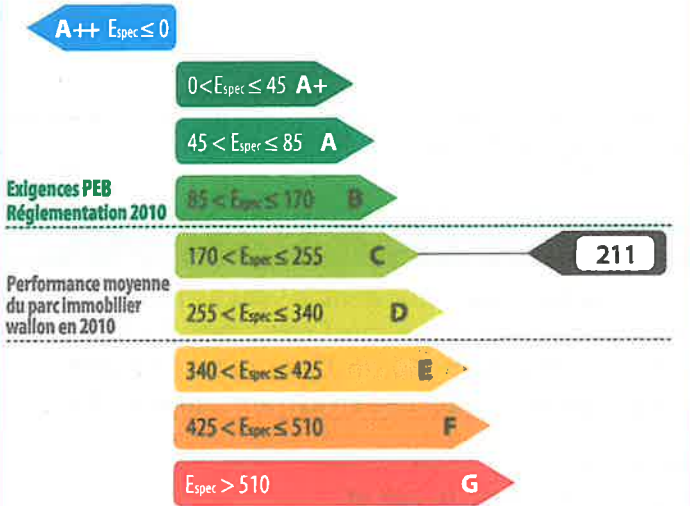 A++ Espec ≤ 0
0 < Espec ≤ 45 A+
45 < Espec ≤ 85 A
Exigences PEB
Réglementation 2010
85 < Espec ≤ 170 B
170 < Espec ≤ 255 C
211
Performance moyenne
du parc immobilier
wallon en 2010
255 < Espec ≤ 340 D
340 < Espec ≤ 425 E
425 < Espec ≤ 510 F
Espec > 510 G